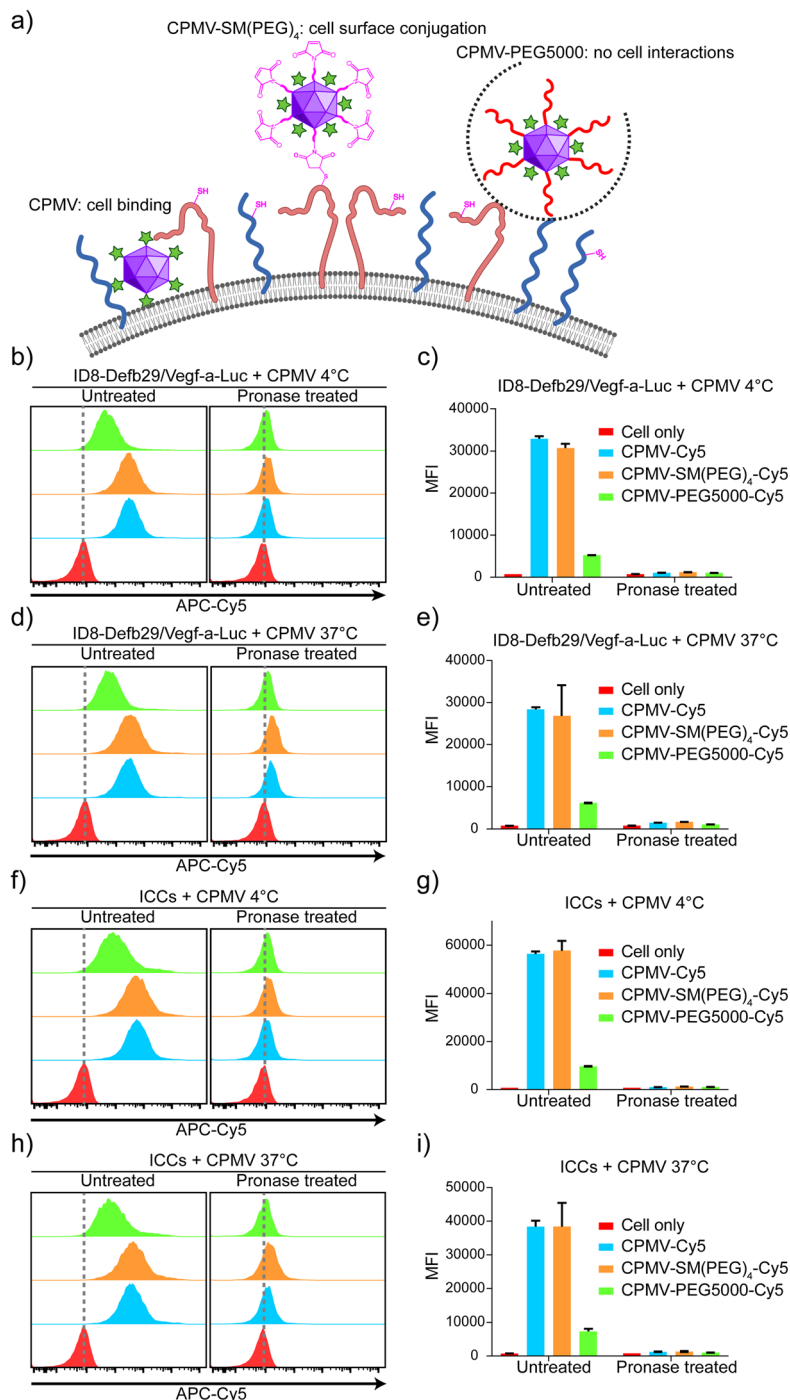 a)
CPMV-SM(PEG)4: cell surface conjugation
CPMV-PEG5000: no cell interactions
CPMV: cell binding
O
O
N
O
O
N
O
O
N
O
O
N
O
O
N
O
O
N
S
SH
SH
SH
SH
SH
b)
ID8-Defb29/Vegf-a-Luc + CPMV 4°C
Untreated
Pronase treated
APC-Cy5
c)
ID8-Defb29/Vegf-a-Luc + CPMV 4°C
MFI
40000
30000
20000
10000
0
Cell only
CPMV-Cy5
CPMV-SM(PEG)4-Cy5
CPMV-PEG5000-Cy5
Untreated
Pronase treated
d)
ID8-Defb29/Vegf-a-Luc + CPMV 37°C
Untreated
Pronase treated
APC-Cy5
e)
ID8-Defb29/Vegf-a-Luc + CPMV 37°C
MFI
40000
30000
20000
10000
0
Cell only
CPMV-Cy5
CPMV-SM(PEG)4-Cy5
CPMV-PEG5000-Cy5
Untreated
Pronase treated
f)
ICCs + CPMV 4°C
Untreated
Pronase treated
APC-Cy5
g)
ICCs + CPMV 4°C
MFI
60000
40000
20000
0
Cell only
CPMV-Cy5
CPMV-SM(PEG)4-Cy5
CPMV-PEG5000-Cy5
Untreated
Pronase treated
h)
ICCs + CPMV 37°C
Untreated
Pronase treated
APC-Cy5
i)
ICCs + CPMV 37°C
MFI
50000
40000
30000
20000
10000
0
Cell only
CPMV-Cy5
CPMV-SM(PEG)4-Cy5
CPMV-PEG5000-Cy5
Untreated
Pronase treated